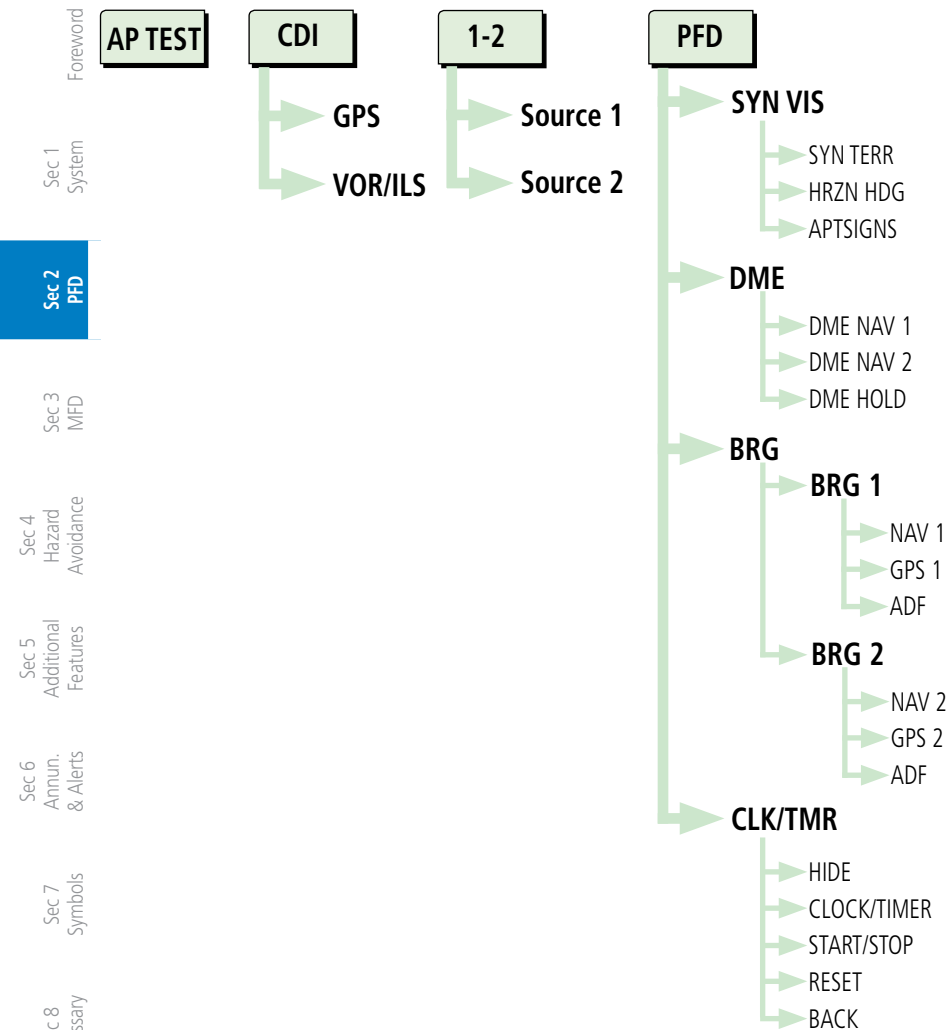 Foreword
Sec 1
System
Sec 2
PFD
Sec 3
MFD
Sec 4
Hazard
Avoidance
Sec 5
Additional
Features
Sec 6
Annun.
& Alerts
Sec 7
Symbols
c 8
ssary
AP TEST
CDI
GPS
VOR/ILS
1-2
Source 1
Source 2
PFD
SYN VIS
SYN TERR
HRZN HDG
APTSIGNS
DME
DME NAV 1
DME NAV 2
DME HOLD
BRG
BRG 1
NAV 1
GPS 1
ADF
BRG 2
NAV 2
GPS 2
ADF
CLK/TMR
HIDE
CLOCK/TIMER
START/STOP
RESET
BACK